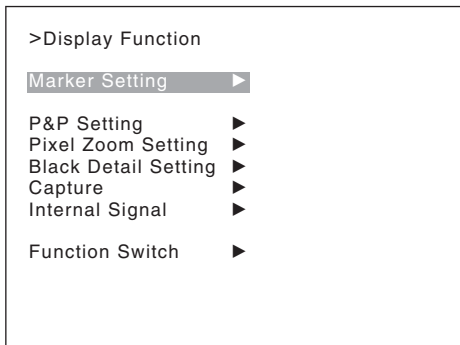 >Display Function
Marker Setting ►
P&P Setting ►
Pixel Zoom Setting ►
Black Detail Setting ►
Capture ►
Internal Signal ►
Function Switch ►